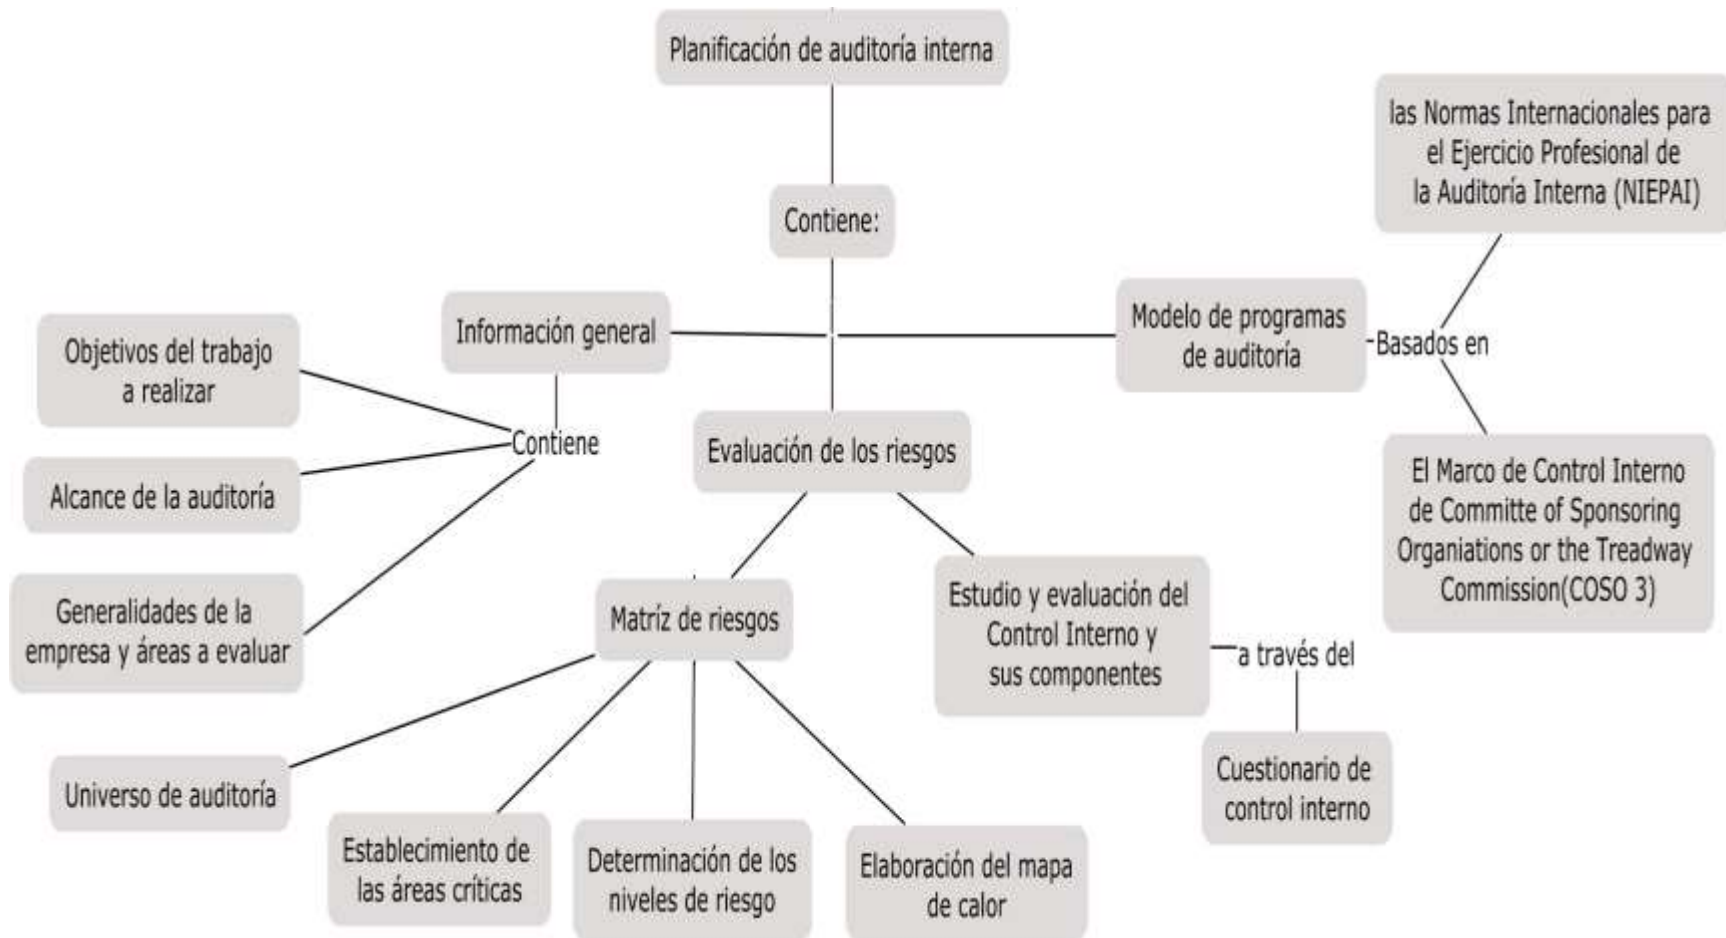 Planificación de auditoría interna
Contiene:
las Normas Internacionales para
el Ejercicio Profesional de
la Auditoría Interna (NIEPAI)
Información general
Modelo de programas
de auditoría
Basados en
Objetivos del trabajo
a realizar
Contiene
Alcance de la auditoría
Generalidades de la
empresa y áreas a evaluar
Evaluación de los riesgos
El Marco de Control Interno
de Committe of Sponsoring
Organiations or the Treadway
Commission(COSO 3)
Matríz de riesgos
Estudio y evaluación del
Control Interno y
sus componentes
a través del
Cuestionario de
control interno
Universo de auditoría
Establecimiento de
las áreas críticas
Determinación de los
niveles de riesgo
Elaboración del mapa
de calor